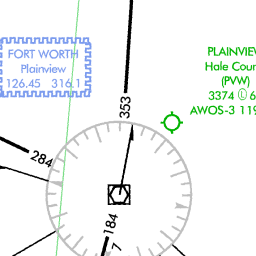 FORT WORTH
Plainview
126.45 316.1
PLAINVIEW
Hale Coun
(PVW)
3374 Ⓛ 6
AWOS-3 119
353
284
184
7